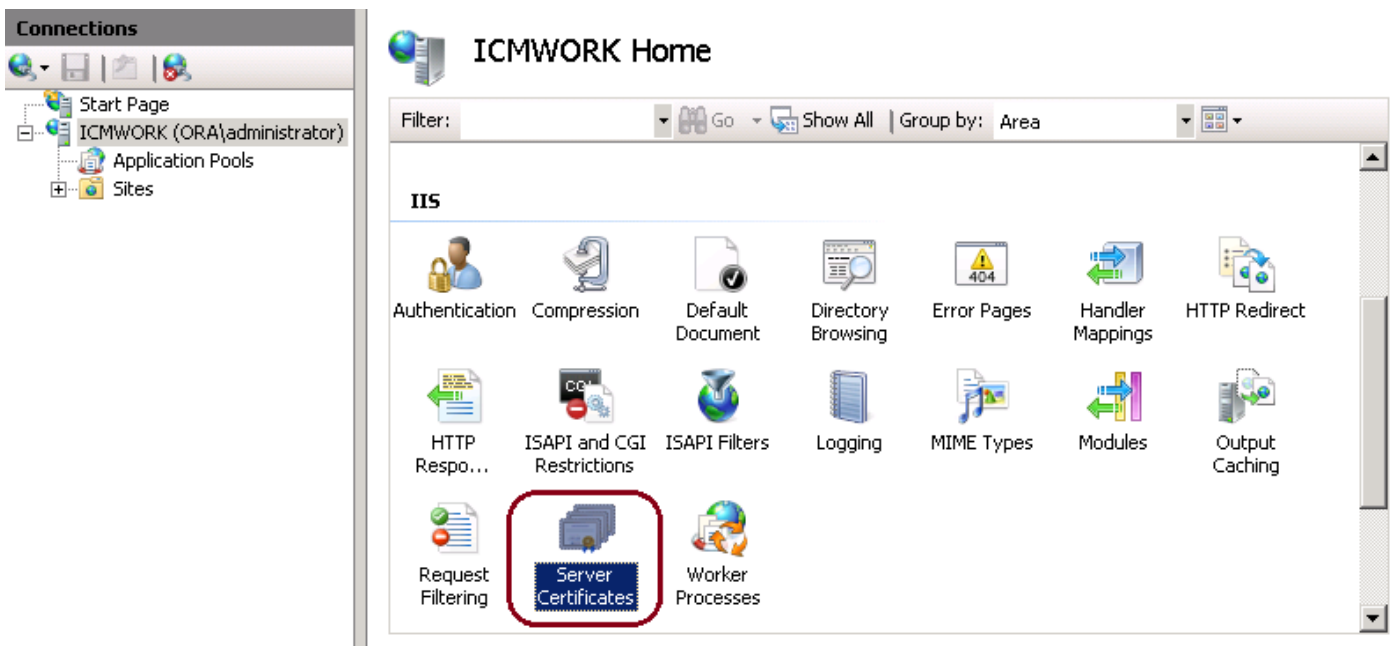 Connections
Start Page
ICMWORK (ORA\administrator)
Application Pools
Sites
ICMWORK Home
Filter: Go Show All Group by: Area
IIS
Authentication Compression Default Document Directory Browsing Error Pages Handler Mappings HTTP Redirect
404
HTTP Respo... ISAPI and CGI Restrictions ISAPI Filters Logging MIME Types Modules Output Caching
Request Filtering Server Certificates Worker Processes